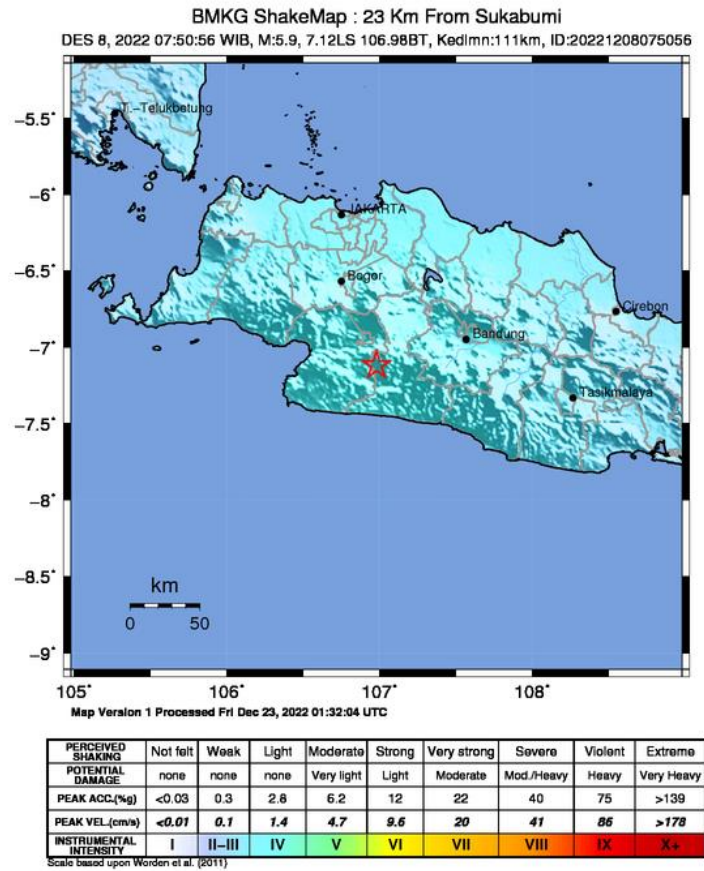 BMKG ShakeMap : 23 Km From Sukabumi
DES 8, 2022 07:50:56 WIB, M:5.9, 7.12LS 106.98BT, Kedlmn:111km, ID:20221208075056
T.-Telukbetung
-5.5°
-6°
JAKARTA
-6.5°
Bogor
Cirebon
Bandung
-7°
Tasikmalaya
-7.5°
-8°
-8.5°
km
0 50
-9°
105° 106° 107° 108°
Map Version 1 Processed Fri Dec 23, 2022 01:32:04 UTC
PERCEIVED SHAKING Not felt Weak Light Moderate Strong Very strong Severe Violent Extreme
POTENTIAL DAMAGE none none none Very light Light Moderate Mod./Heavy Heavy Very Heavy
PEAK ACC.(%g) <0.03 0.3 2.8 6.2 12 22 40 75 >139
PEAK VEL.(cm/s) <0.01 0.1 1.4 4.7 9.6 20 41 86 >178
INSTRUMENTAL INTENSITY I II-III IV V VI VII VIII IX X+
Scale based upon Worden et al. (2011)